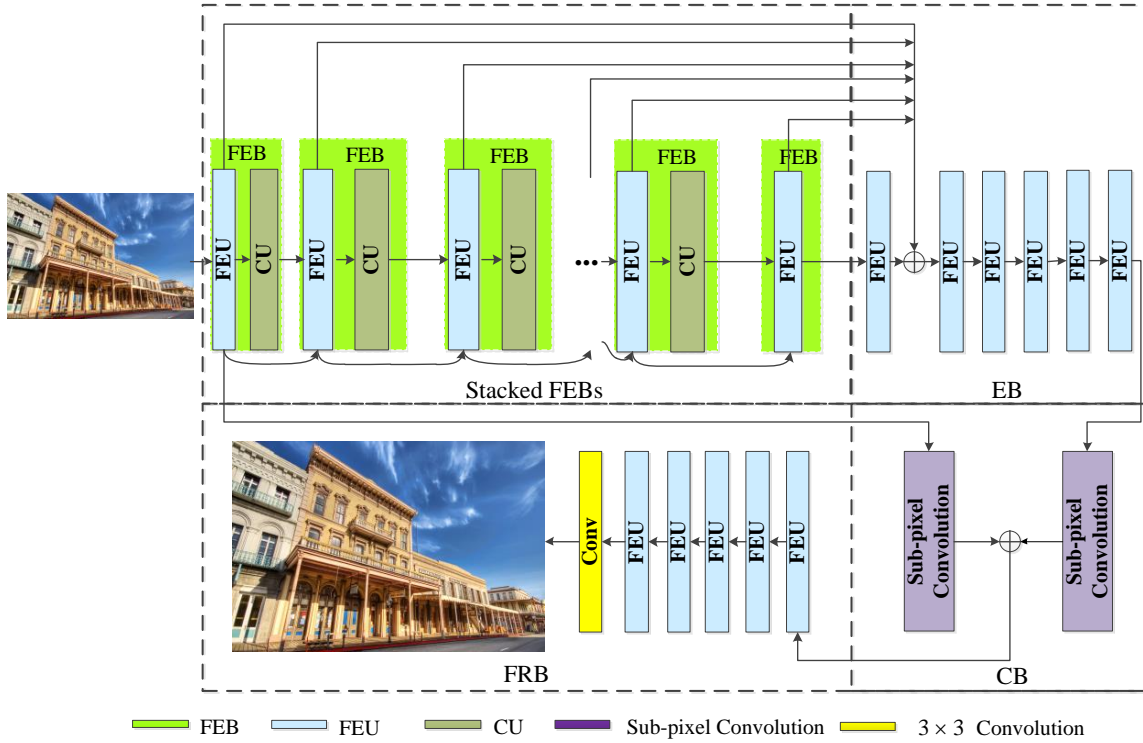 FEB
FEB
FEB
FEB
FEB
FEU
CU
FEU
CU
FEU
CU
...
FEU
CU
FEU
FEU
FEU
FEU
FEU
FEU
FEU
Stacked FEBs
EB
Conv
FEU
FEU
FEU
FEU
FEU
Sub-pixel
Convolution
Sub-pixel
Convolution
FRB
CB
FEB
FEU
CU
Sub-pixel Convolution
3 × 3 Convolution